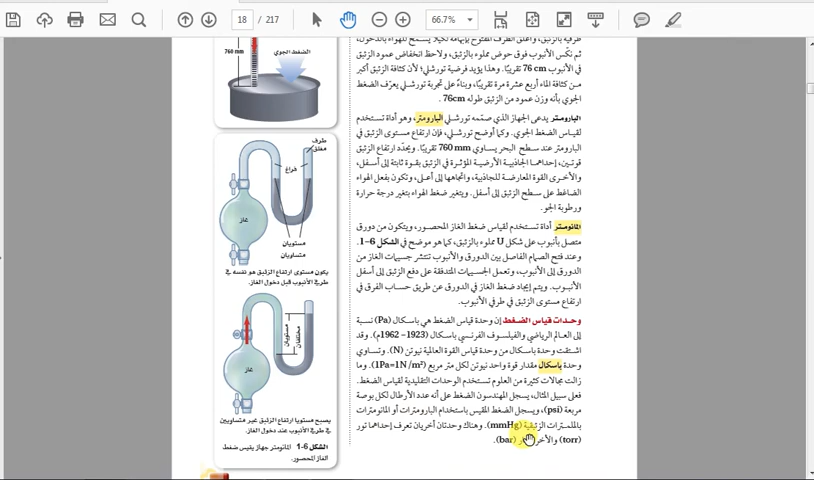 18 / 217
66.7%
طرفيه بالزئبق، وأغلق الطرف المفتوح بإبهامه لكيلا يسمح للهواء بالدخول،
ثم نكّس الأنبوب فوق حوض مملوء بالزئبق، ولاحظ انخفاض عمود الزئبق
في الأنبوب 76 cm تقريبًا. وهذا يؤيد فرضية تورشلي؛ لأن كثافة الزئبق أكبر
من كثافة الماء أربع عشرة مرة تقريبًا، وبناءً على تجربة تورشلي يعرّف الضغط
الجوي بأنه وزن عمود من الزئبق طوله 76cm .
البارومتر يدعى الجهاز الذي صمّمه تورشلي البارومتر، وهو أداة تستخدم
لقياس الضغط الجوي. وكما أوضح تورشلي، فإن ارتفاع مستوى الزئبق في
البارومتر عند سطح البحر يساوي 760 mm تقريبًا. ويحدّد ارتفاع الزئبق
قوتين، إحداهما الجاذبية الأرضية المؤثرة في الزئبق بقوة ثابتة إلى أسفل،
والأخرى القوة المعارضة للجاذبية، واتجاهها إلى أعلى، وتكون بفعل الهواء
الضاغط على سطح الزئبق إلى أسفل. ويتغير ضغط الهواء بتغير درجة حرارة
ورطوبة الجو.
المانومتر أداة تستخدم لقياس ضغط الغاز المحصور، ويتكون من دورق
متصل بأنبوب على شكل U مملوء بالزئبق، كما هو موضح في الشكل 6-1.
وعند فتح الصمام الفاصل بين الدورق والأنبوب تنتشر جسيمات الغاز من
الدورق إلى الأنبوب، وتعمل الجسيمات المتدفقة على دفع الزئبق إلى أسفل
الأنبوب. ويتم إيجاد ضغط الغاز في الدورق عن طريق حساب الفرق في
ارتفاع مستوى الزئبق في طرفي الأنبوب.
وحدات قياس الضغط إن وحدة قياس الضغط هي باسكال (Pa) نسبة
إلى العالم الرياضي والفيلسوف الفرنسي باسكال (1923- 1962م). وقد
اشتقت وحدة باسكال من وحدة قياس القوة العالمية نيوتن (N). وتساوي
وحدة باسكال مقدار قوة واحد نيوتن لكل متر مربع (1Pa=1N/m²). وما
زالت مجالات كثيرة من العلوم تستخدم الوحدات التقليدية لقياس الضغط.
فعلى سبيل المثال، يسجل المهندسون الضغط على أنه عدد الأرطال لكل بوصة
مربعة (psi)، ويسجل الضغط المقيس باستخدام البارومترات أو المانومترات
بالملمترات الزئبقية (mmHg). وهناك وحدتان أخريان تعرف إحداهما تور
(torr) والأخرى بار (bar).
760 mm
الضغط الجوي
طرف
مغلق
فراغ
غاز
مستويان
متساويان
يكون مستوى ارتفاع الزئبق هو نفسه في
طرفي الأنبوب قبل دخول الغاز.
مستويان
مختلفان
غاز
يصبح مستويا ارتفاع الزئبق غير متساويين
في طرفي الأنبوب عند دخول الغاز.
الشكل 6-1 المانومتر جهاز يقيس ضغط
الغاز المحصور.